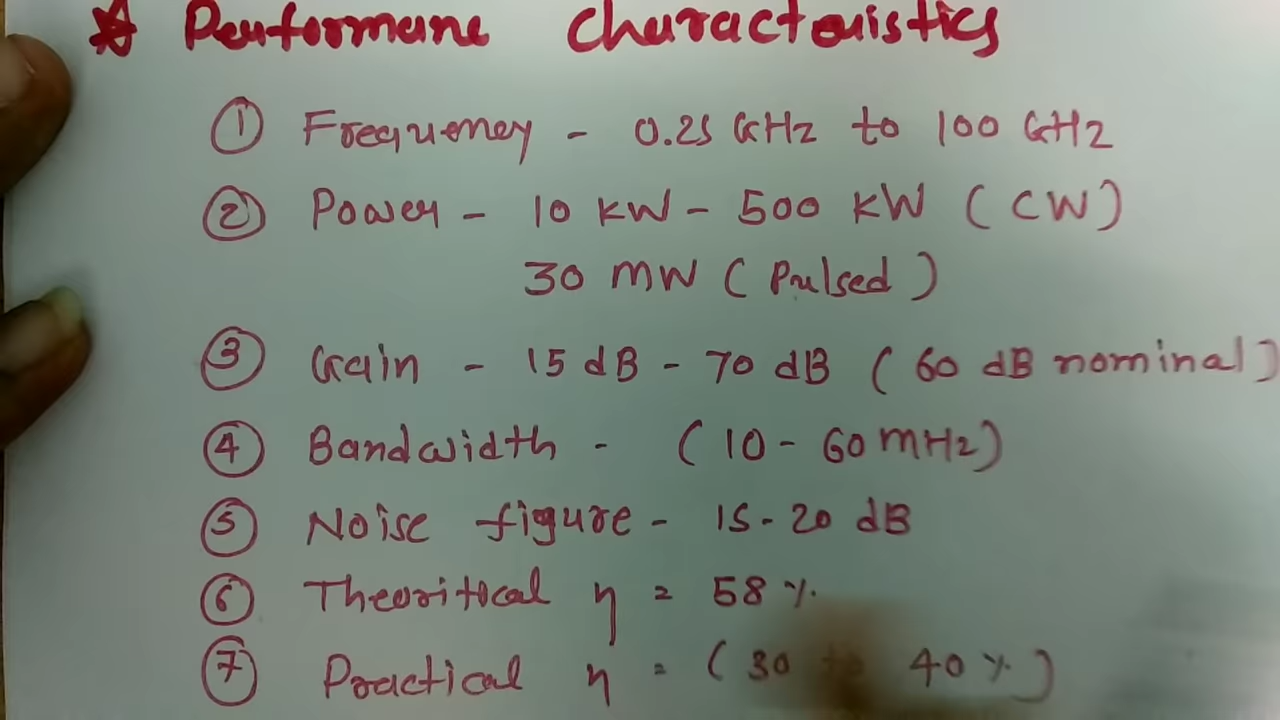 ☆ Performane Characteristics
① Frequency - 0.25 GHz to 100 GHz
② Power - 10 KW - 500 KW (CW)
30 MW (Pulsed)
③ Gain - 15 dB - 70 dB (60 dB nominal)
④ Bandwidth - (10 - 60 MHz)
⑤ Noise figure - 15-20 dB
⑥ Theoritical η = 58 %
⑦ Practical η = (30 to 40 %)